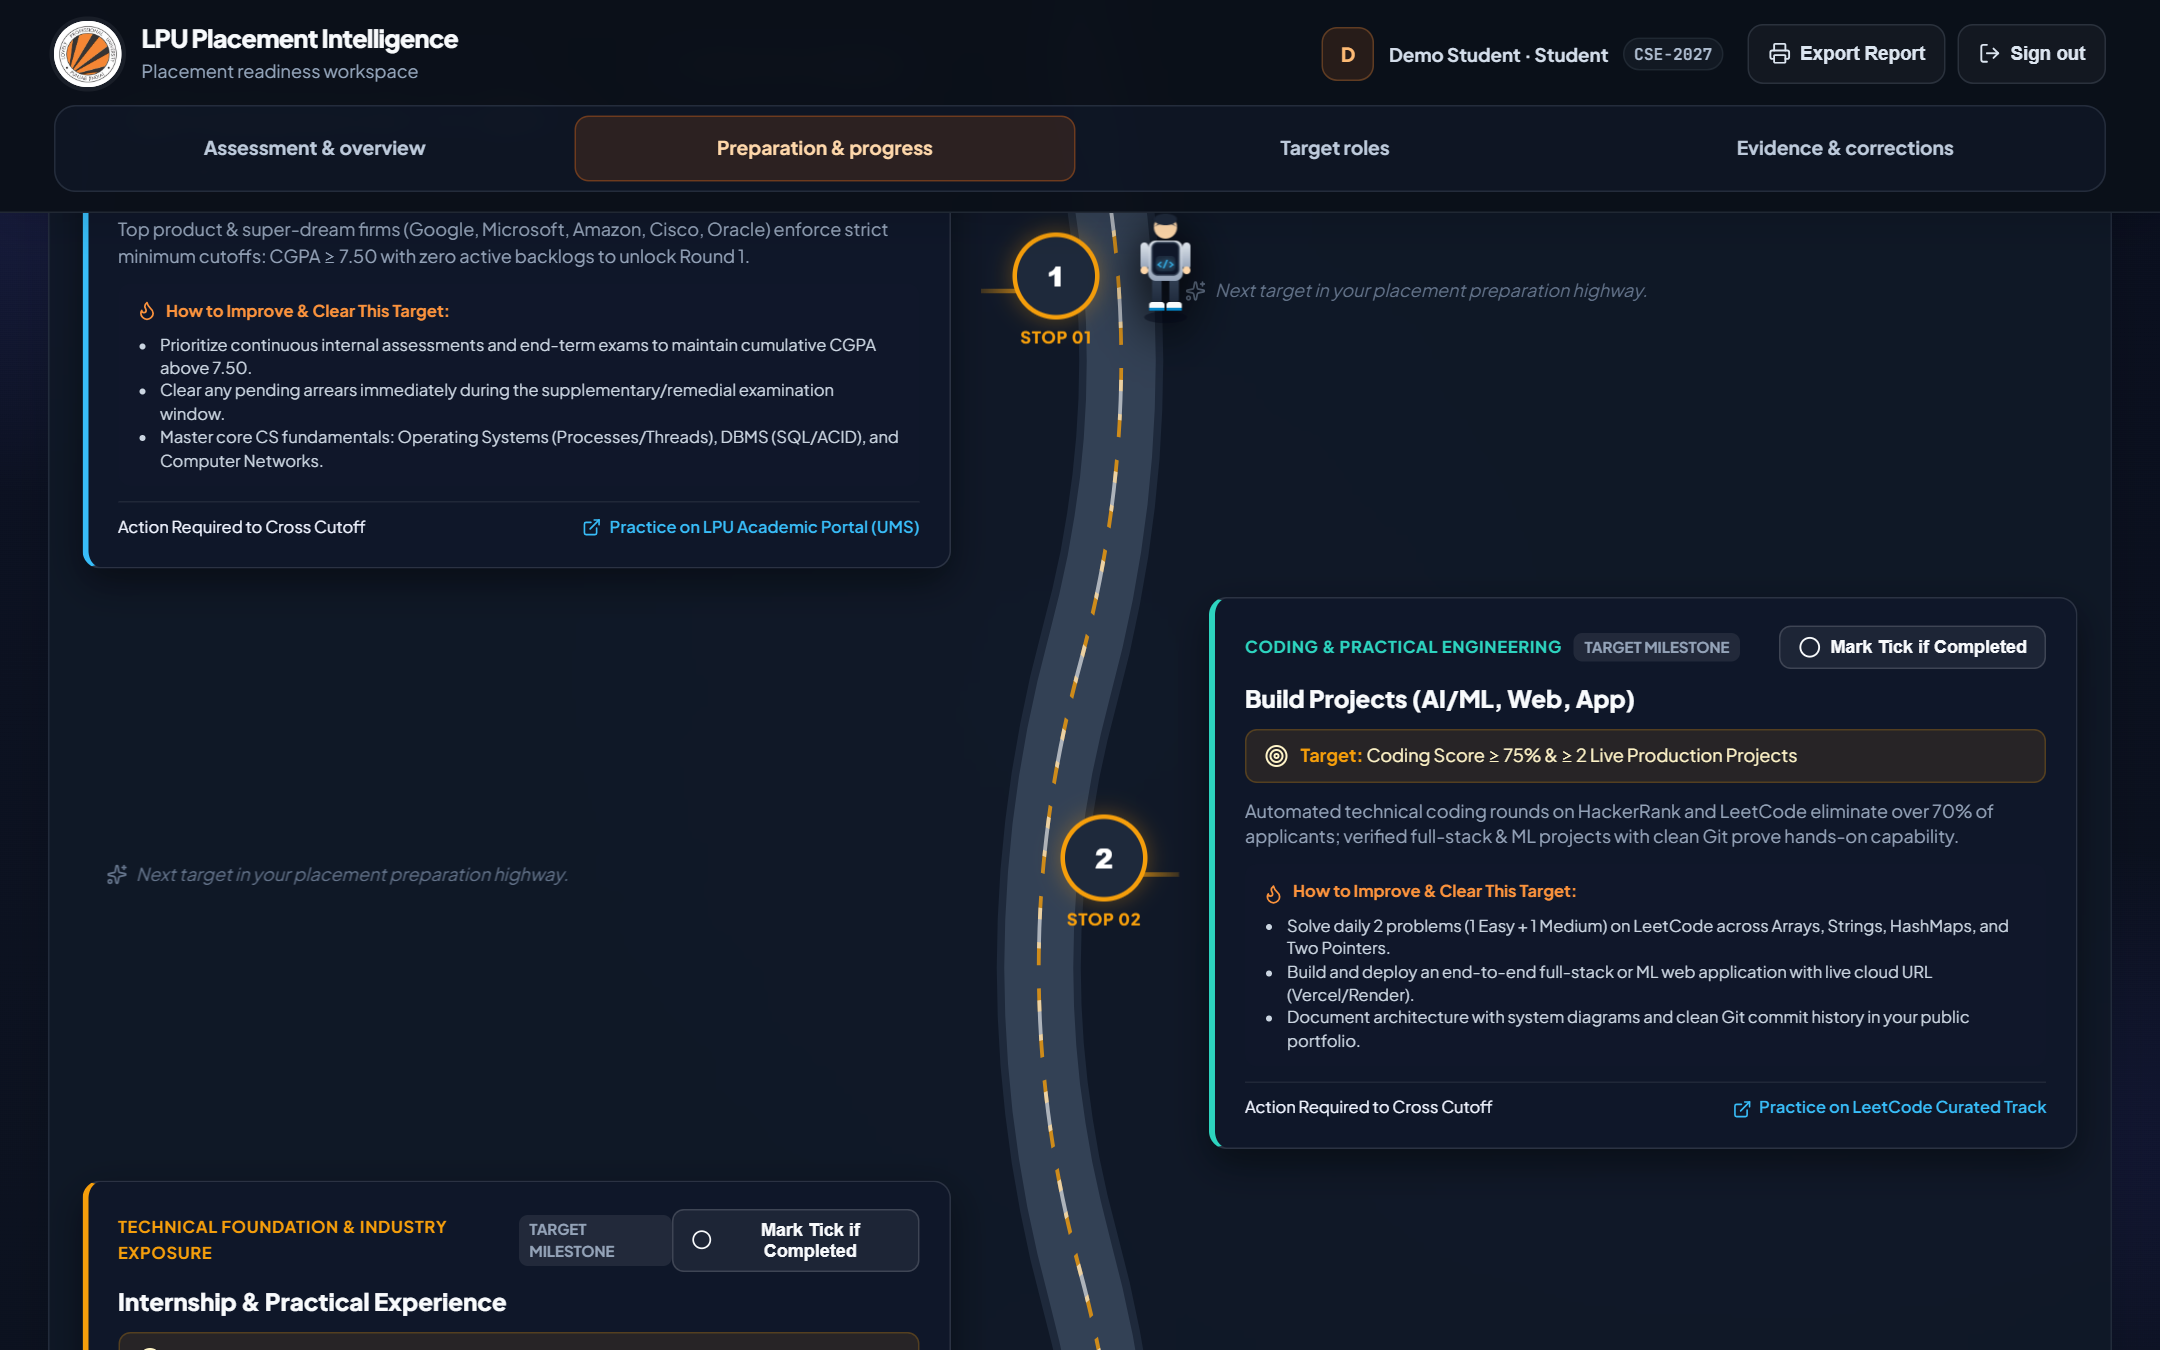 LPU Placement Intelligence
Placement readiness workspace
D
Demo Student · Student
CSE-2027
Export Report
Sign out
Assessment & overview
Preparation & progress
Target roles
Evidence & corrections
Top product & super-dream firms (Google, Microsoft, Amazon, Cisco, Oracle) enforce strict
minimum cutoffs: CGPA ≥ 7.50 with zero active backlogs to unlock Round 1.
How to Improve & Clear This Target:
• Prioritize continuous internal assessments and end-term exams to maintain cumulative CGPA
above 7.50.
• Clear any pending arrears immediately during the supplementary/remedial examination
window.
• Master core CS fundamentals: Operating Systems (Processes/Threads), DBMS (SQL/ACID), and
Computer Networks.
Action Required to Cross Cutoff
Practice on LPU Academic Portal (UMS)
1
STOP 01
</>
Next target in your placement preparation highway.
CODING & PRACTICAL ENGINEERING
TARGET MILESTONE
Mark Tick if Completed
Build Projects (AI/ML, Web, App)
Target: Coding Score ≥ 75% & ≥ 2 Live Production Projects
Automated technical coding rounds on HackerRank and LeetCode eliminate over 70% of
applicants; verified full-stack & ML projects with clean Git prove hands-on capability.
How to Improve & Clear This Target:
• Solve daily 2 problems (1 Easy + 1 Medium) on LeetCode across Arrays, Strings, HashMaps, and
Two Pointers.
• Build and deploy an end-to-end full-stack or ML web application with live cloud URL
(Vercel/Render).
• Document architecture with system diagrams and clean Git commit history in your public
portfolio.
Action Required to Cross Cutoff
Practice on LeetCode Curated Track
2
STOP 02
Next target in your placement preparation highway.
TECHNICAL FOUNDATION & INDUSTRY
EXPOSURE
TARGET
MILESTONE
Mark Tick if
Completed
Internship & Practical Experience